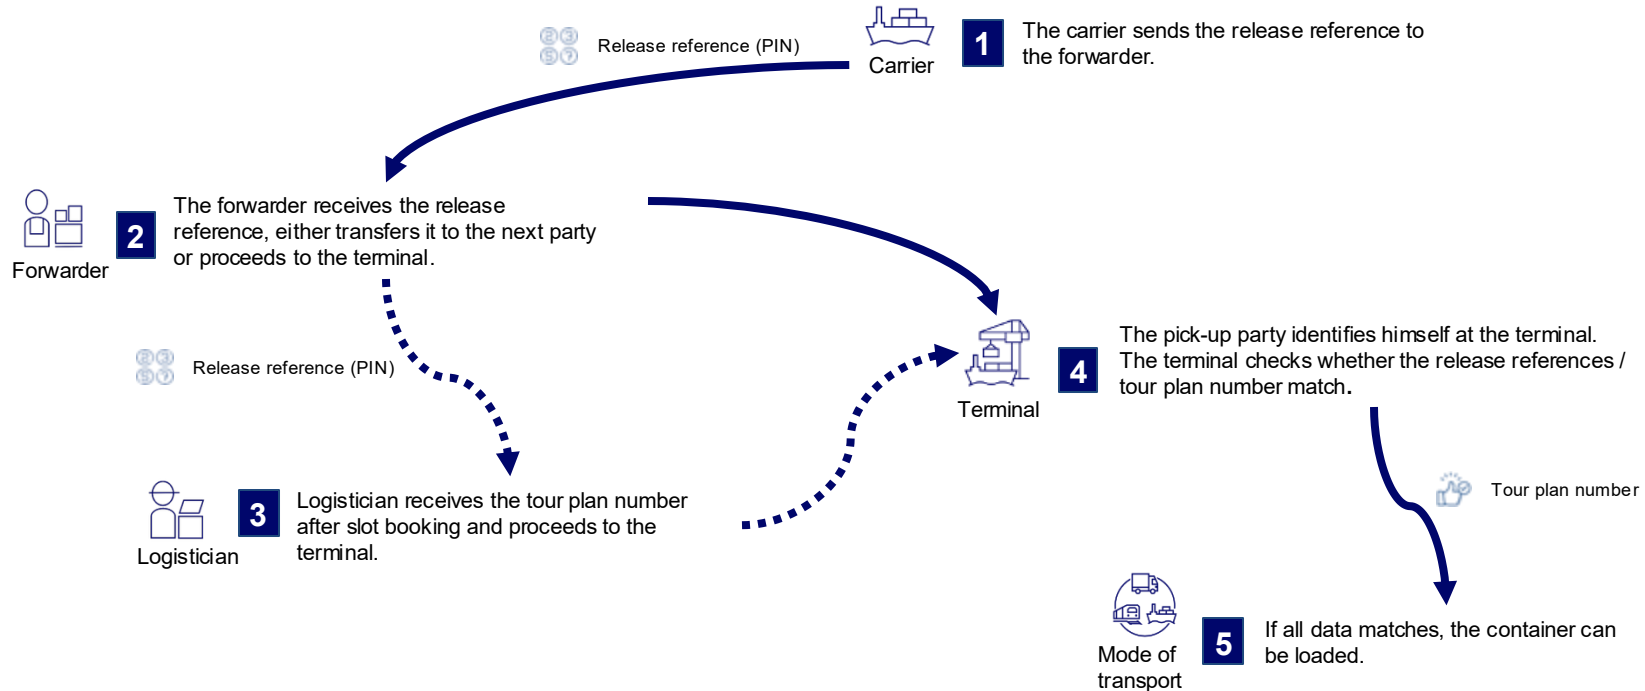 Release reference (PIN)
Carrier
1
The carrier sends the release reference to
the forwarder.
Forwarder
2
The forwarder receives the release
reference, either transfers it to the next party
or proceeds to the terminal.
Release reference (PIN)
Logistician
3
Logistician receives the tour plan number
after slot booking and proceeds to the
terminal.
Terminal
4
The pick-up party identifies himself at the terminal.
The terminal checks whether the release references /
tour plan number match.
Tour plan number
Mode of
transport
5
If all data matches, the container can
be loaded.